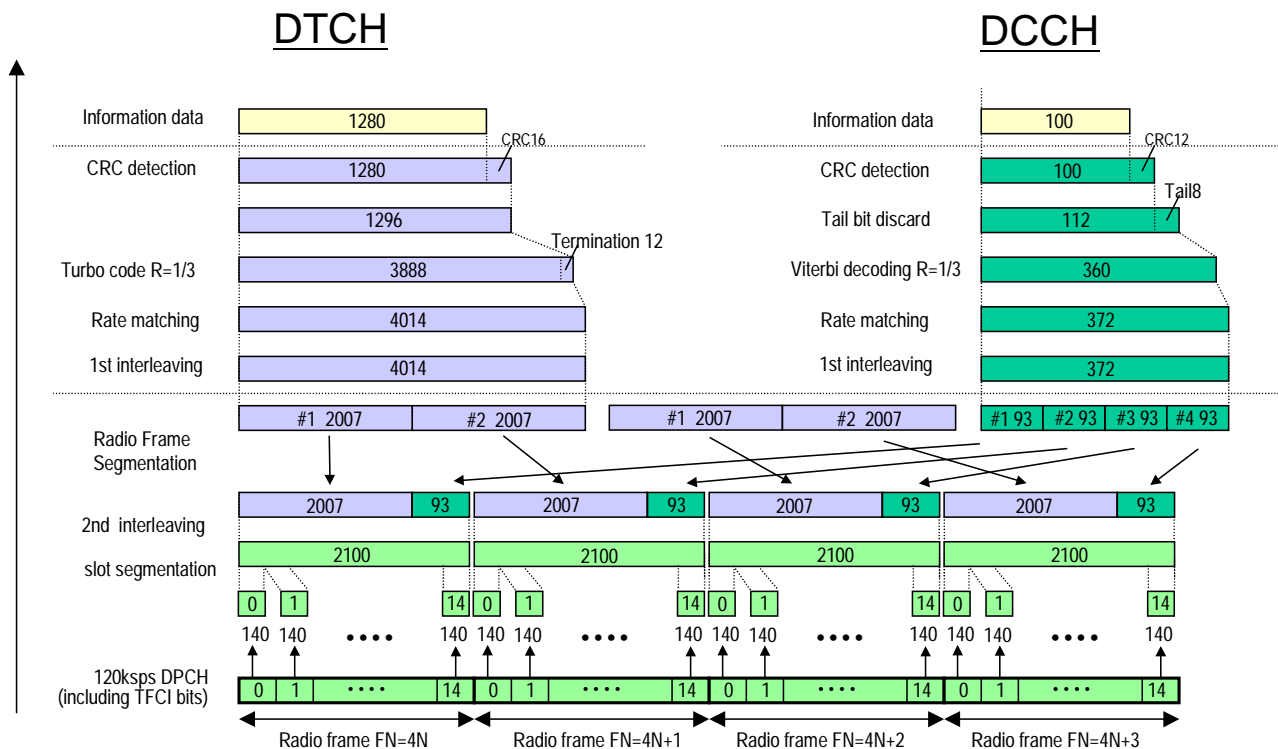 DTCH DCCH
Information data 1280 Information data 100
CRC16 CRC12
CRC detection 1280 CRC detection 100
Tail8
1296 Tail bit discard 112
Termination 12
Turbo code R=1/3 3888 Viterbi decoding R=1/3 360
Rate matching 4014 Rate matching 372
1st interleaving 4014 1st interleaving 372
#1 2007 #2 2007 #1 2007 #2 2007 #1 93 #2 93 #3 93 #4 93
Radio Frame
Segmentation
2007 93 2007 93 2007 93 2007 93
2nd interleaving
2100 2100 2100 2100
slot segmentation
0 1 14 0 1 14 0 1 14 0 1 14
140 140 •••• 140 140 140 •••• 140 140 140 •••• 140 140 140 •••• 140
120ksps DPCH
(including TFCI bits)
0 1 •••• 14 0 1 •••• 14 0 1 •••• 14 0 1 •••• 14
Radio frame FN=4N Radio frame FN=4N+1 Radio frame FN=4N+2 Radio frame FN=4N+3